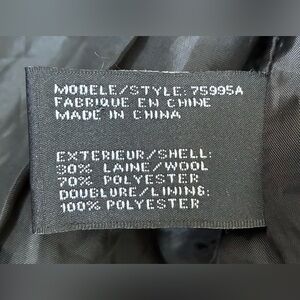 MODELE/STYLE: 75995A
FABRIQUE EN CHINE
MADE IN CHINA
EXTERIEUR/SHELL:
30% LAINE/WOOL
70% POLYESTER
DOUBLURE/LINING:
100% POLYESTER